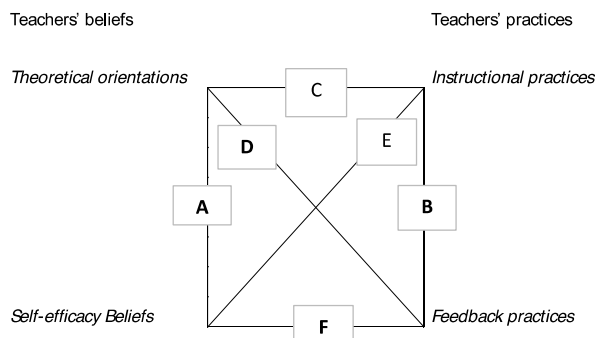 Teachers' beliefs
Teachers' practices
Theoretical orientations
Instructional practices
C
D
E
A
B
Self-efficacy Beliefs
Feedback practices
F